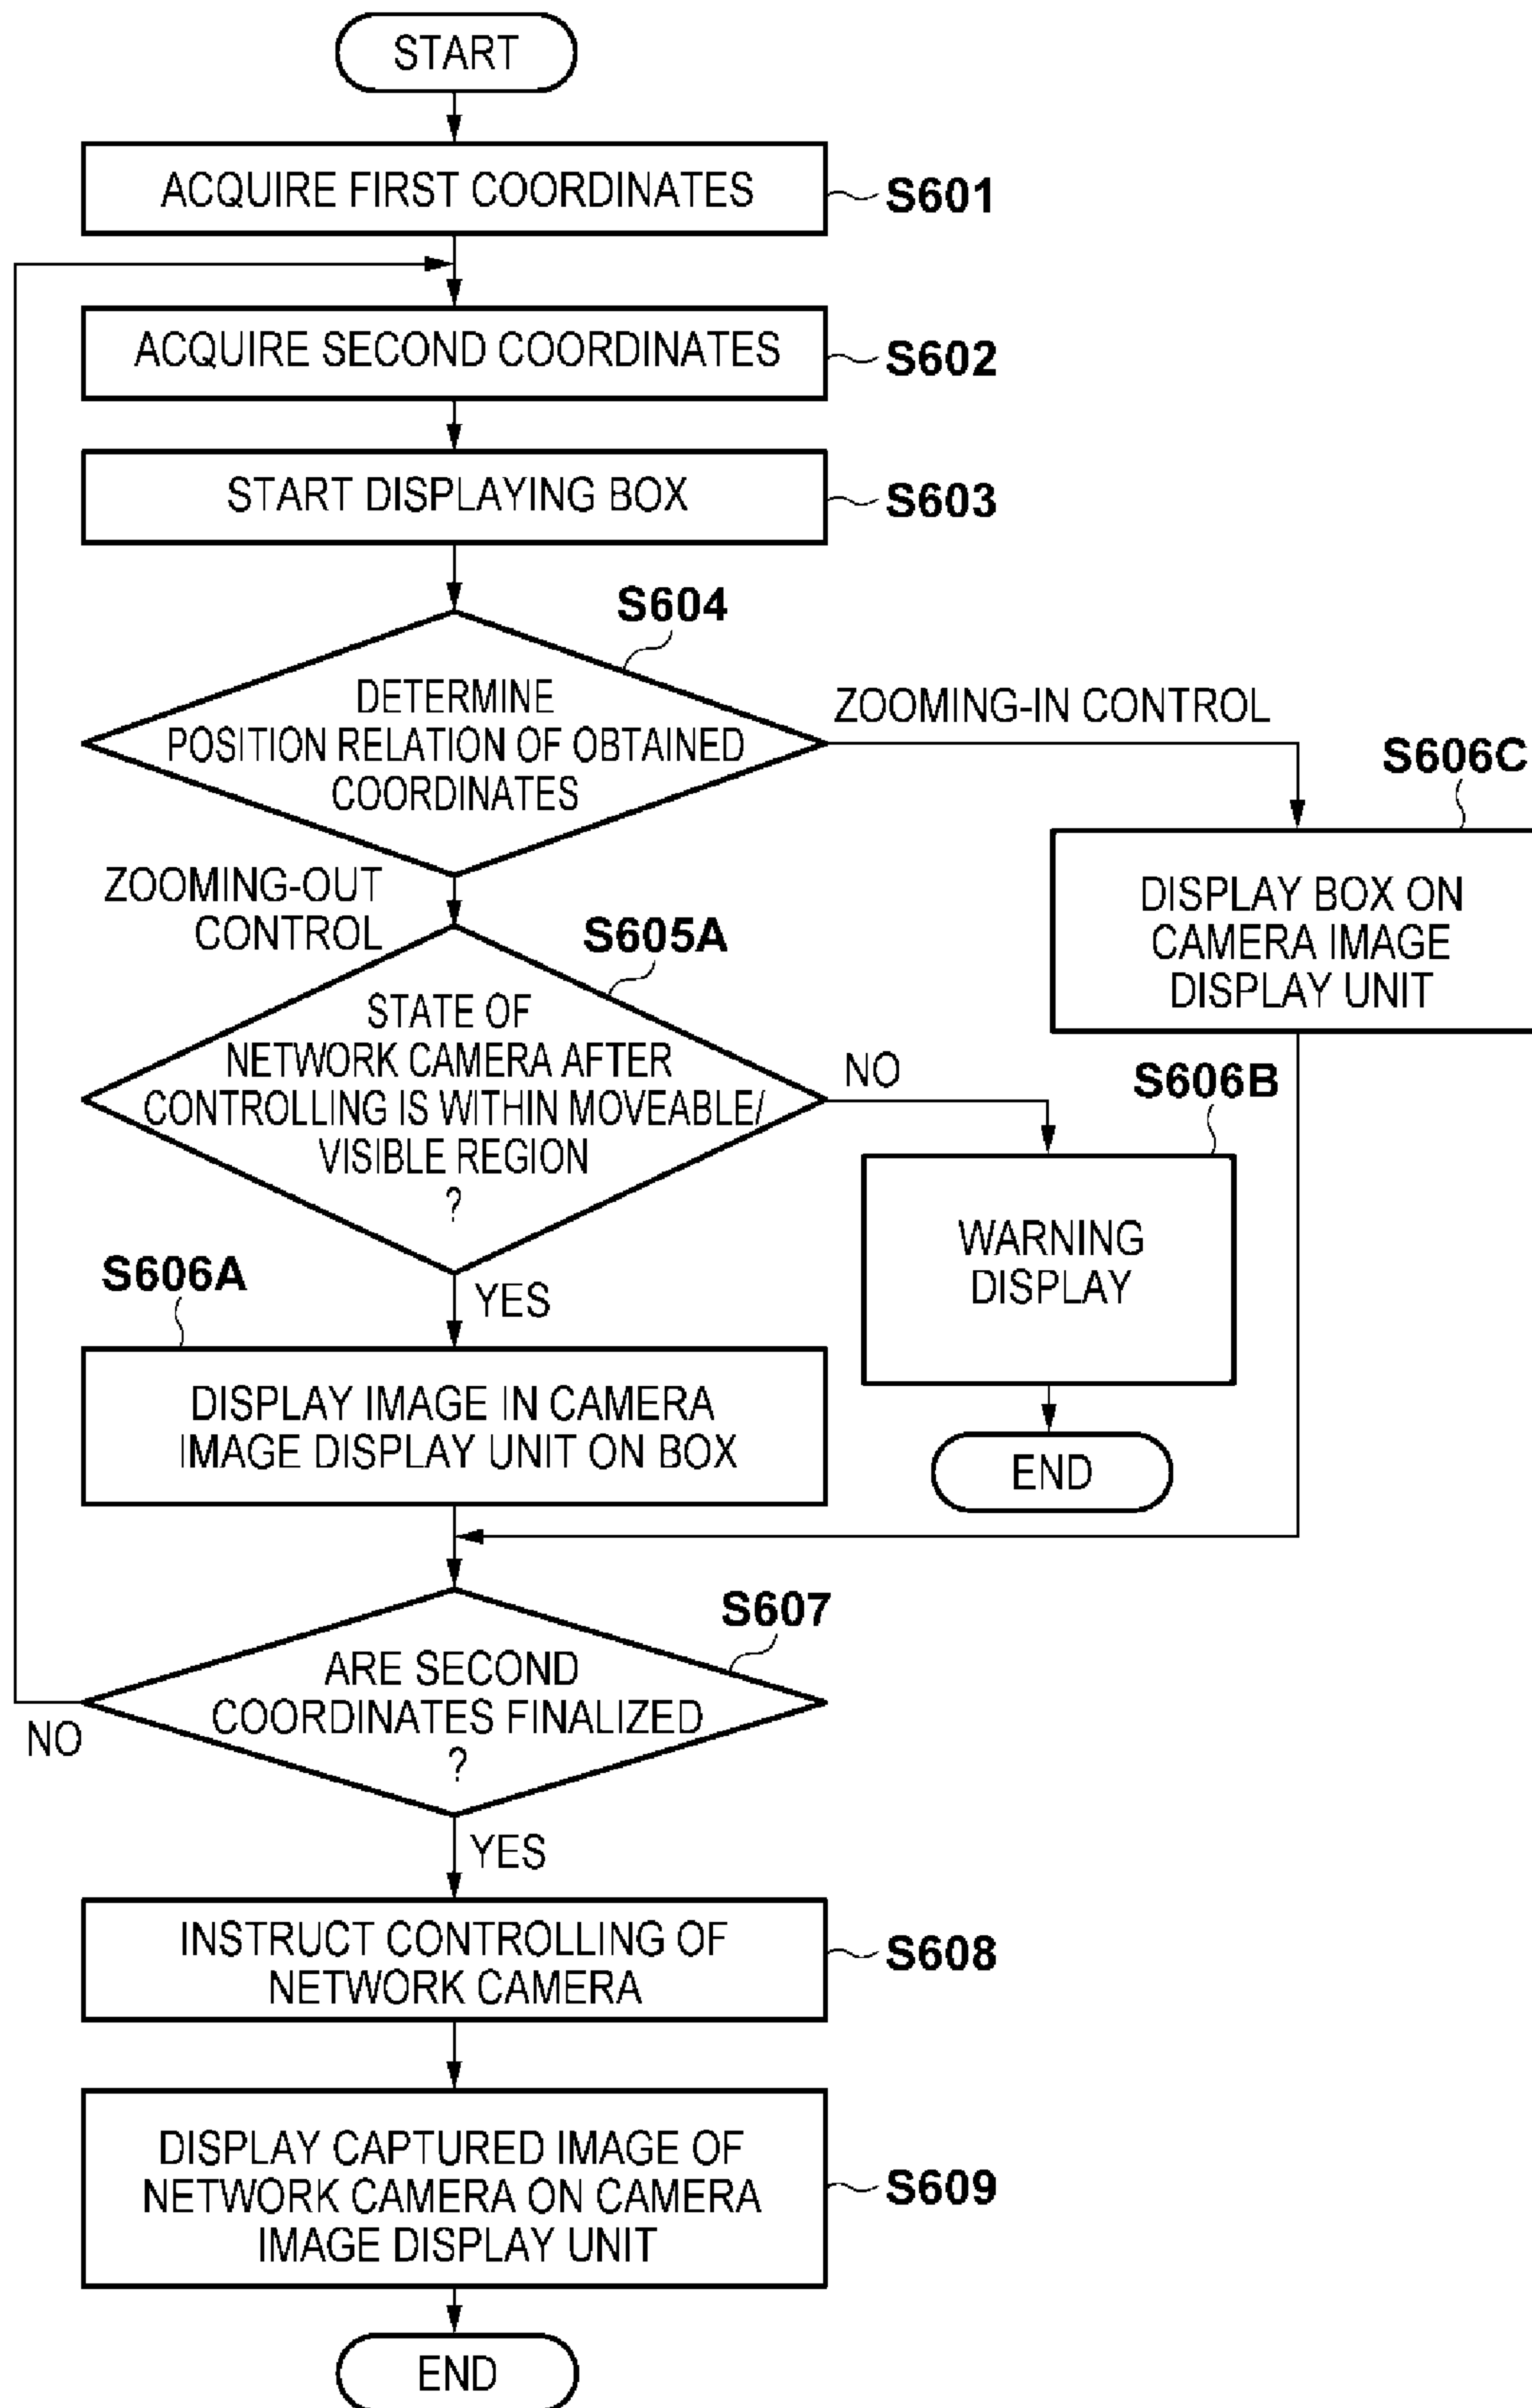 START
ACQUIRE FIRST COORDINATES
S601
ACQUIRE SECOND COORDINATES
S602
START DISPLAYING BOX
S603
S604
DETERMINE
POSITION RELATION OF OBTAINED
COORDINATES
ZOOMING-IN CONTROL
S606C
DISPLAY BOX ON
CAMERA IMAGE
DISPLAY UNIT
ZOOMING-OUT
CONTROL
S605A
STATE OF
NETWORK CAMERA AFTER
CONTROLLING IS WITHIN MOVEABLE/
VISIBLE REGION
?
NO
S606B
WARNING
DISPLAY
END
YES
S606A
DISPLAY IMAGE IN CAMERA
IMAGE DISPLAY UNIT ON BOX
S607
ARE SECOND
COORDINATES FINALIZED
?
NO
YES
INSTRUCT CONTROLLING OF
NETWORK CAMERA
S608
DISPLAY CAPTURED IMAGE OF
NETWORK CAMERA ON CAMERA
IMAGE DISPLAY UNIT
S609
END